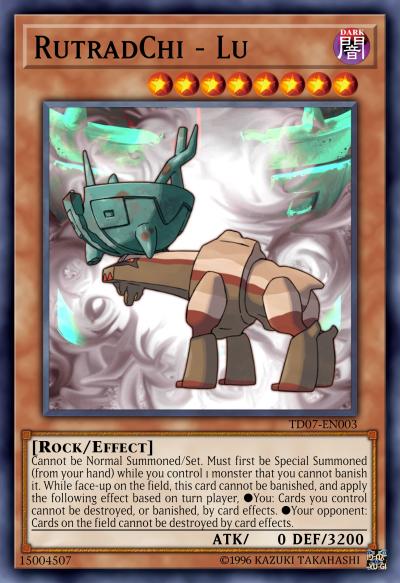 RutradChi - Lu
DARK
闇
TD07-EN003
[Rock/Effect]
Cannot be Normal Summoned/Set. Must first be Special Summoned
(from your hand) while you control 1 monster that you cannot banish
it. While face-up on the field, this card cannot be banished, and apply
the following effect based on turn player, ●You: Cards you control
cannot be destroyed, or banished, by card effects. ●Your opponent:
Cards on the field cannot be destroyed by card effects.
ATK/ 0 DEF/3200
15004507
©1996 KAZUKI TAKAHASHI